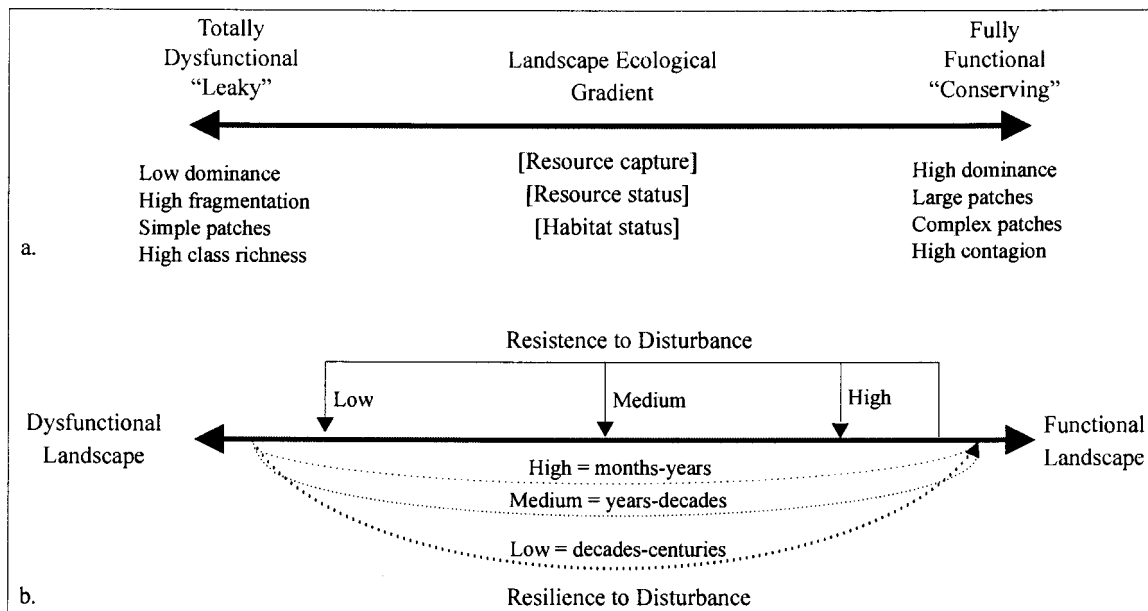 Totally
Dysfunctional
“Leaky”
Landscape Ecological
Gradient
Fully
Functional
“Conserving”
Low dominance
High fragmentation
Simple patches
High class richness
[Resource capture]
[Resource status]
[Habitat status]
High dominance
Large patches
Complex patches
High contagion
a.
Resistence to Disturbance
Low
Medium
High
Dysfunctional
Landscape
Functional
Landscape
High = months-years
Medium = years-decades
Low = decades-centuries
b.
Resilience to Disturbance